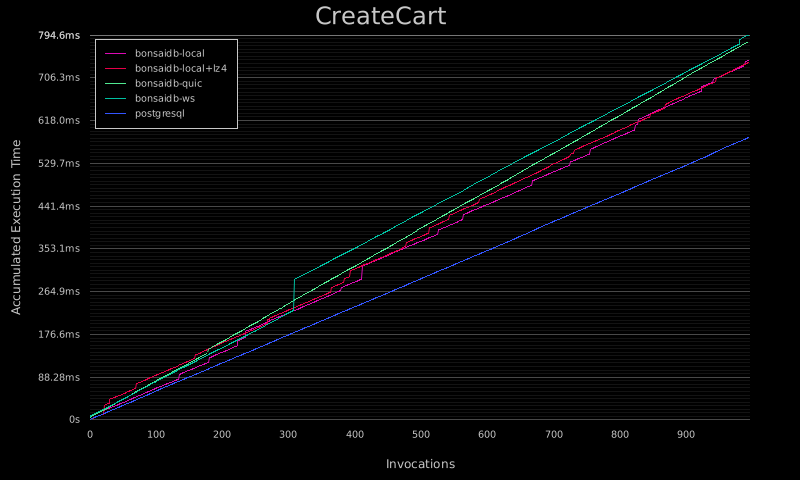 CreateCart
794.6ms
706.3ms
618.0ms
529.7ms
441.4ms
353.1ms
264.9ms
176.6ms
88.28ms
0s
bonsaidb-local
bonsaidb-local+lz4
bonsaidb-quic
bonsaidb-ws
postgresql
Accumulated Execution Time
0 100 200 300 400 500 600 700 800 900
Invocations